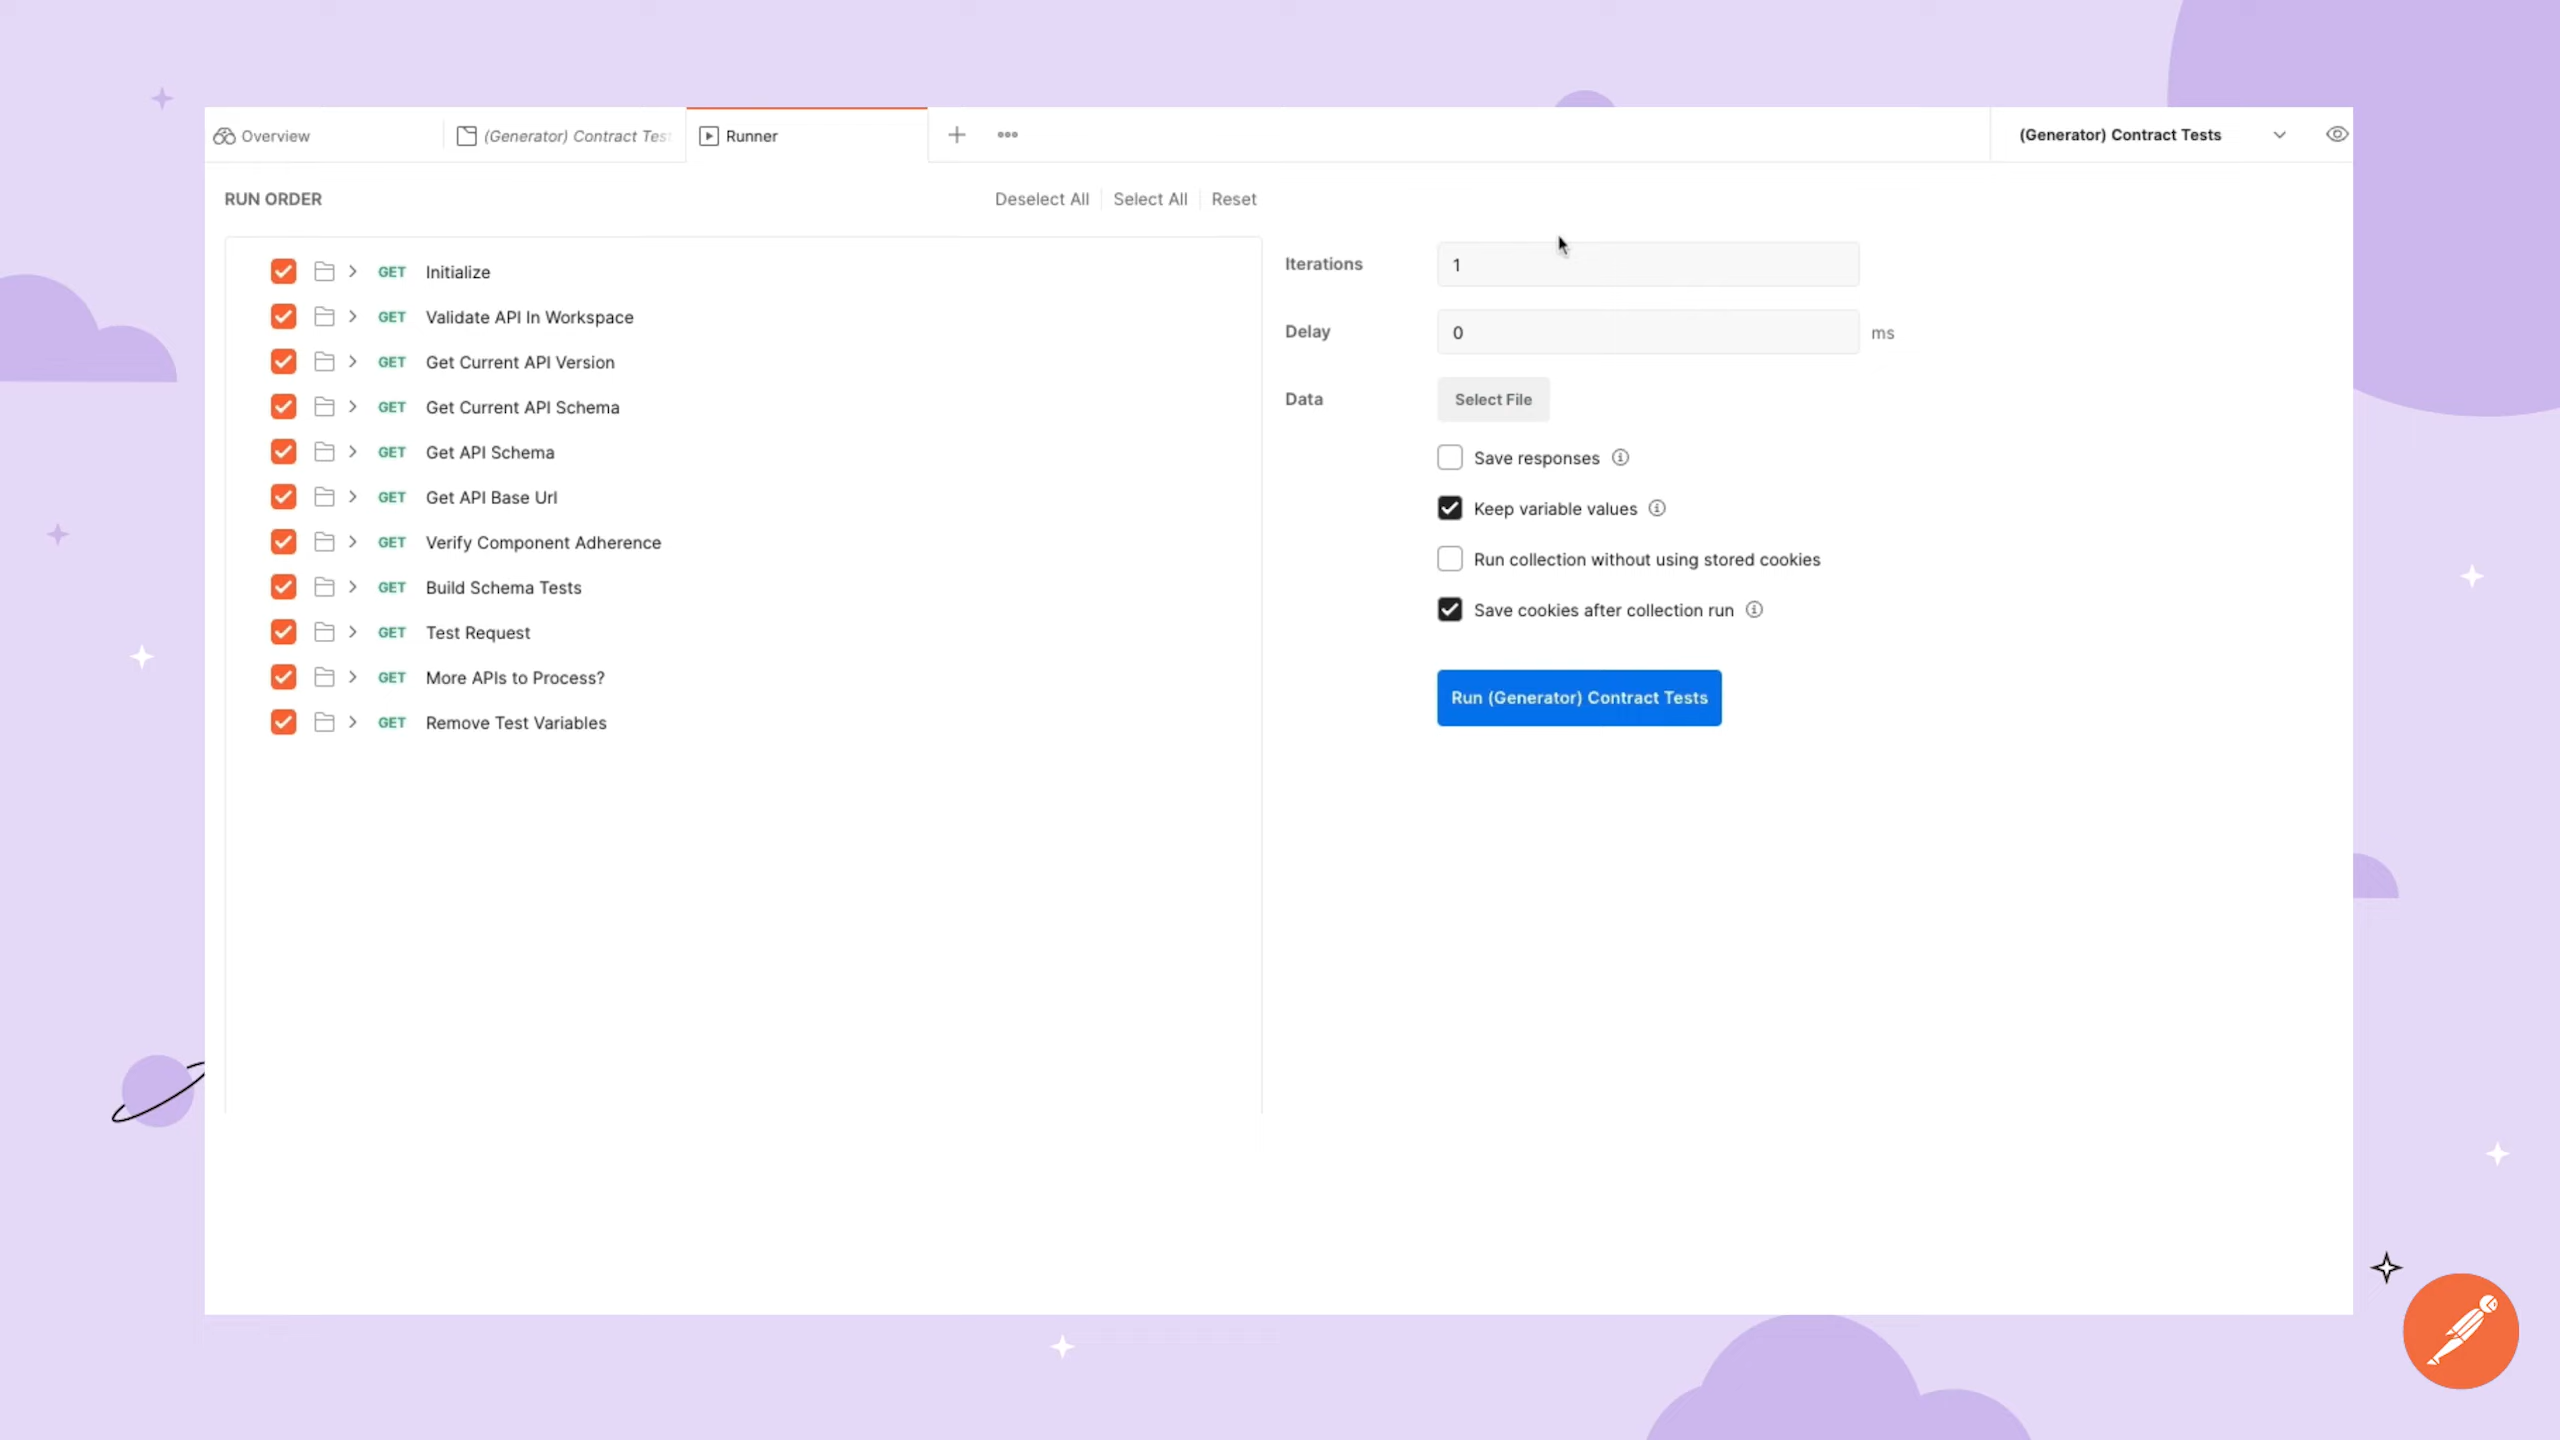 Overview
(Generator) Contract Tes
Runner
(Generator) Contract Tests
RUN ORDER
Deselect All
Select All
Reset
GET Initialize
GET Validate API In Workspace
GET Get Current API Version
GET Get Current API Schema
GET Get API Schema
GET Get API Base Url
GET Verify Component Adherence
GET Build Schema Tests
GET Test Request
GET More APIs to Process?
GET Remove Test Variables
Iterations
1
Delay
0
ms
Data
Select File
Save responses
Keep variable values
Run collection without using stored cookies
Save cookies after collection run
Run (Generator) Contract Tests